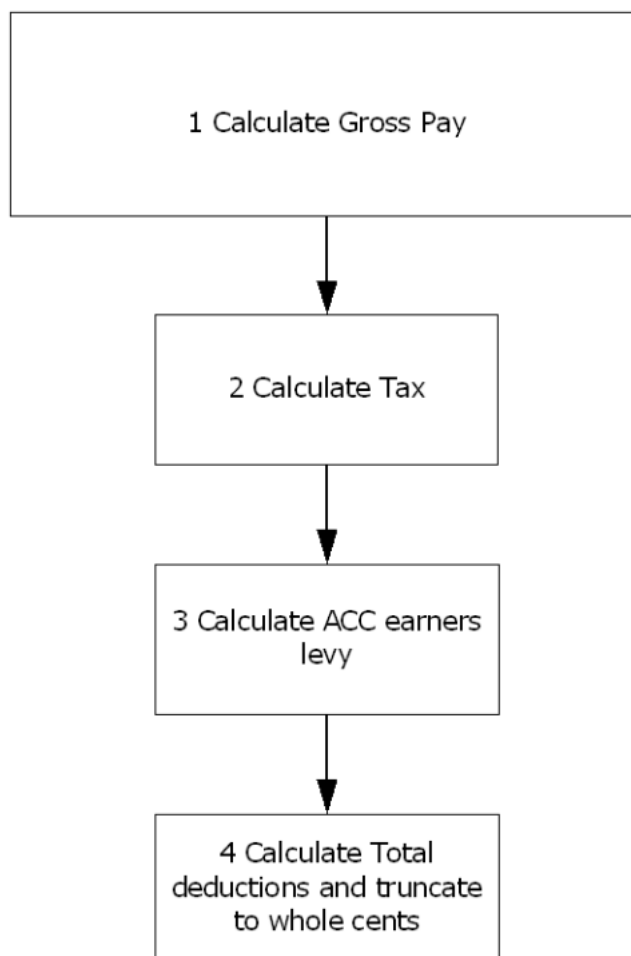 1 Calculate Gross Pay
2 Calculate Tax
3 Calculate ACC earners
levy
4 Calculate Total
deductions and truncate
to whole cents